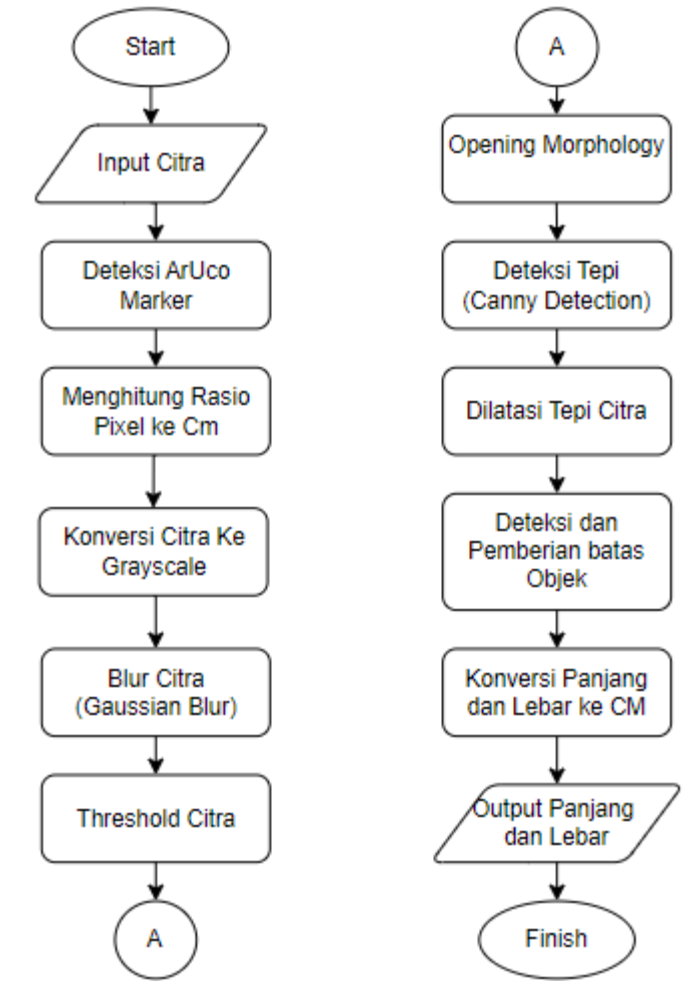 Start
Input Citra
Deteksi ArUco
Marker
Menghitung Rasio
Pixel ke Cm
Konversi Citra Ke
Grayscale
Blur Citra
(Gaussian Blur)
Threshold Citra
A
A
Opening Morphology
Deteksi Tepi
(Canny Detection)
Dilatasi Tepi Citra
Deteksi dan
Pemberian batas
Objek
Konversi Panjang
dan Lebar ke CM
Output Panjang
dan Lebar
Finish